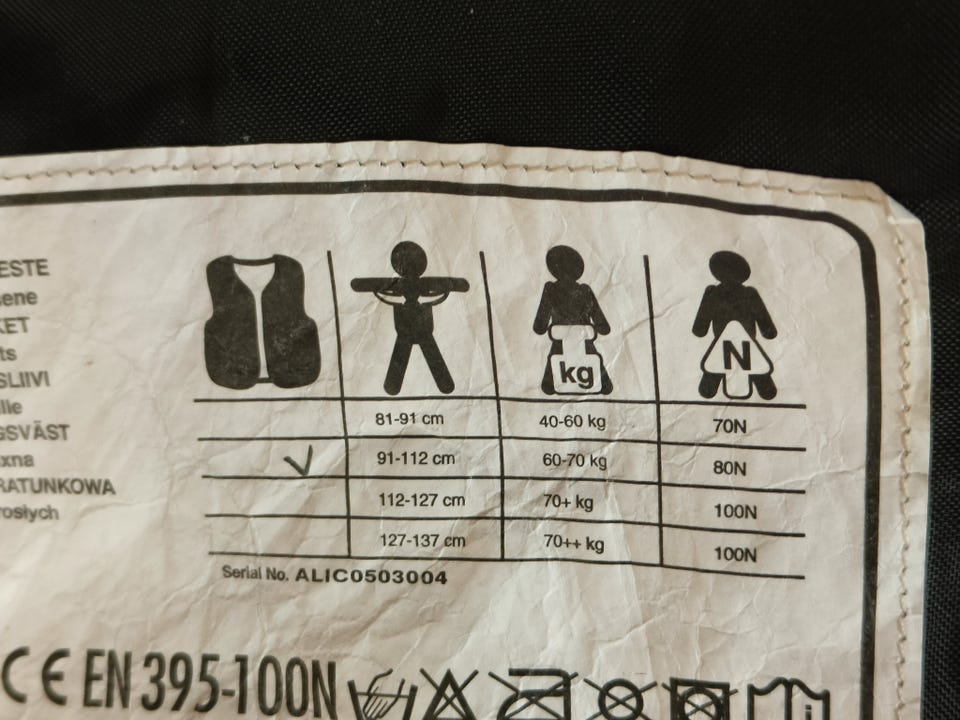 ESTE
sene
KET
ts
SLIIVI
lle
GSVÄST
xna
RATUNKOWA
rosłych
kg
N
81-91 cm 40-60 kg 70N
91-112 cm 60-70 kg 80N
112-127 cm 70+ kg 100N
127-137 cm 70++ kg 100N
Serial No. ALIC0503004
CE EN 395-100N
i